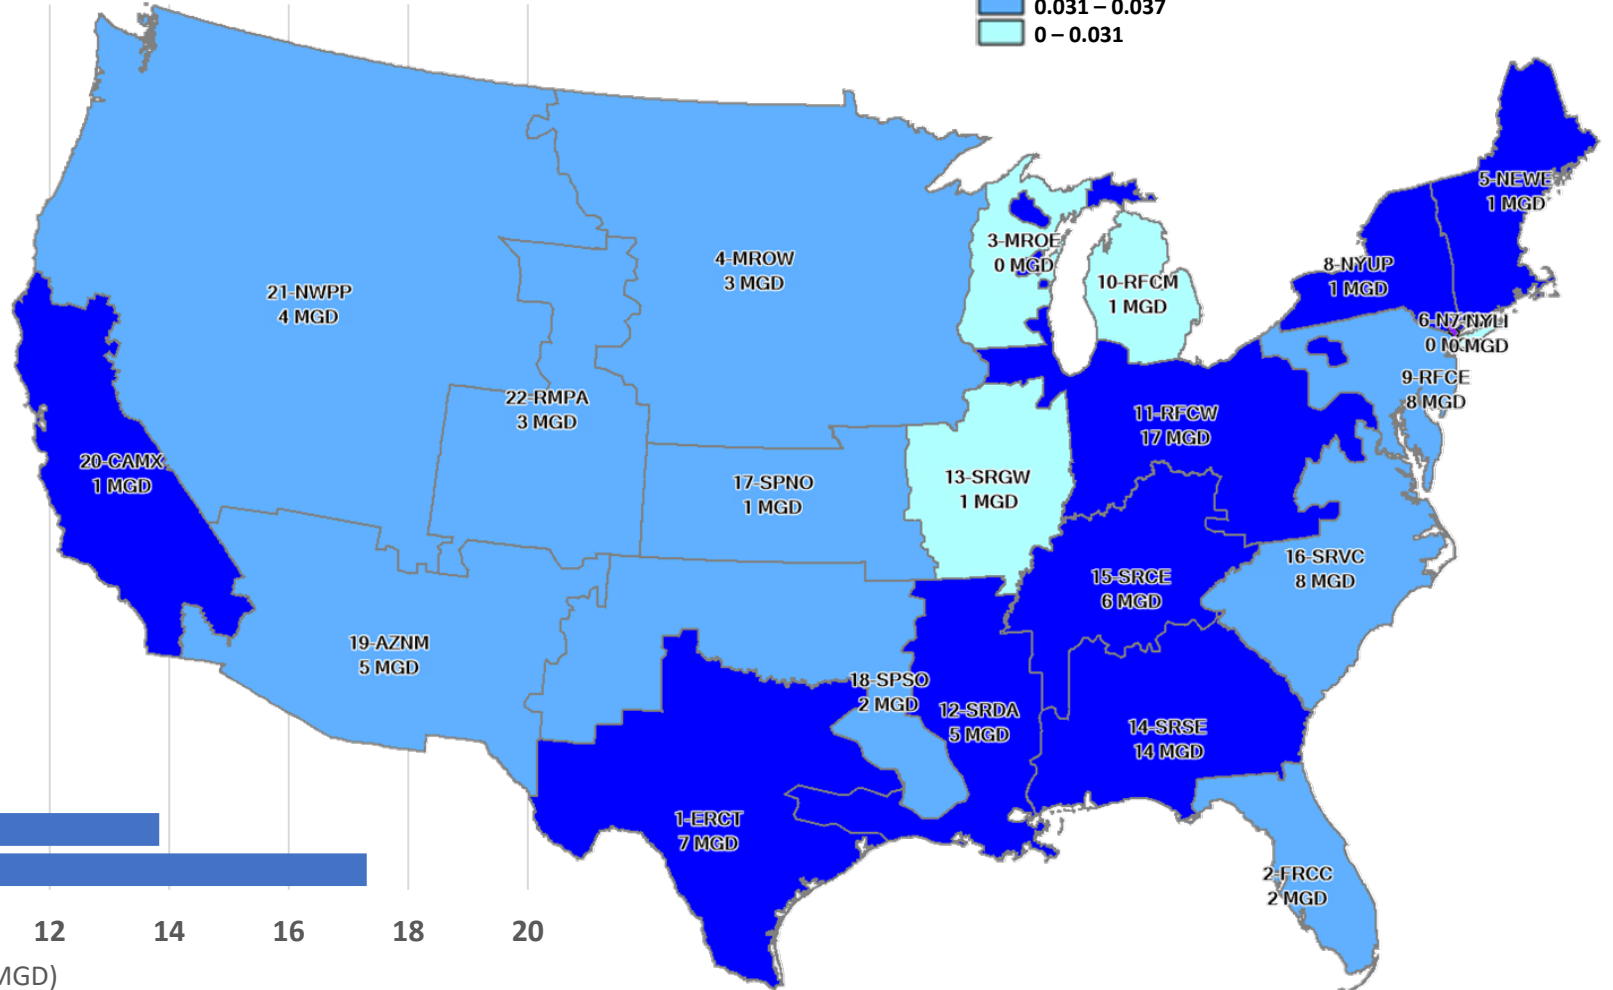 0.031 – 0.037
0 – 0.031
5-NEWE
1 MGD
3-MROE
0 MGD
4-MROW
3 MGD
8-NYUP
1 MGD
10-RFCM
1 MGD
21-NWPP
4 MGD
6-N7-NYLI
0 MGD
9-RFCE
8 MGD
22-RMPA
3 MGD
11-RFCW
17 MGD
20-CAMX
1 MGD
13-SRGW
1 MGD
17-SPNO
1 MGD
16-SRVC
8 MGD
15-SRCE
6 MGD
19-AZNM
5 MGD
18-SPSO
2 MGD
12-SRDA
5 MGD
14-SRSE
14 MGD
1-ERCT
7 MGD
2-FRCC
2 MGD
12 14 16 18 20
MGD)